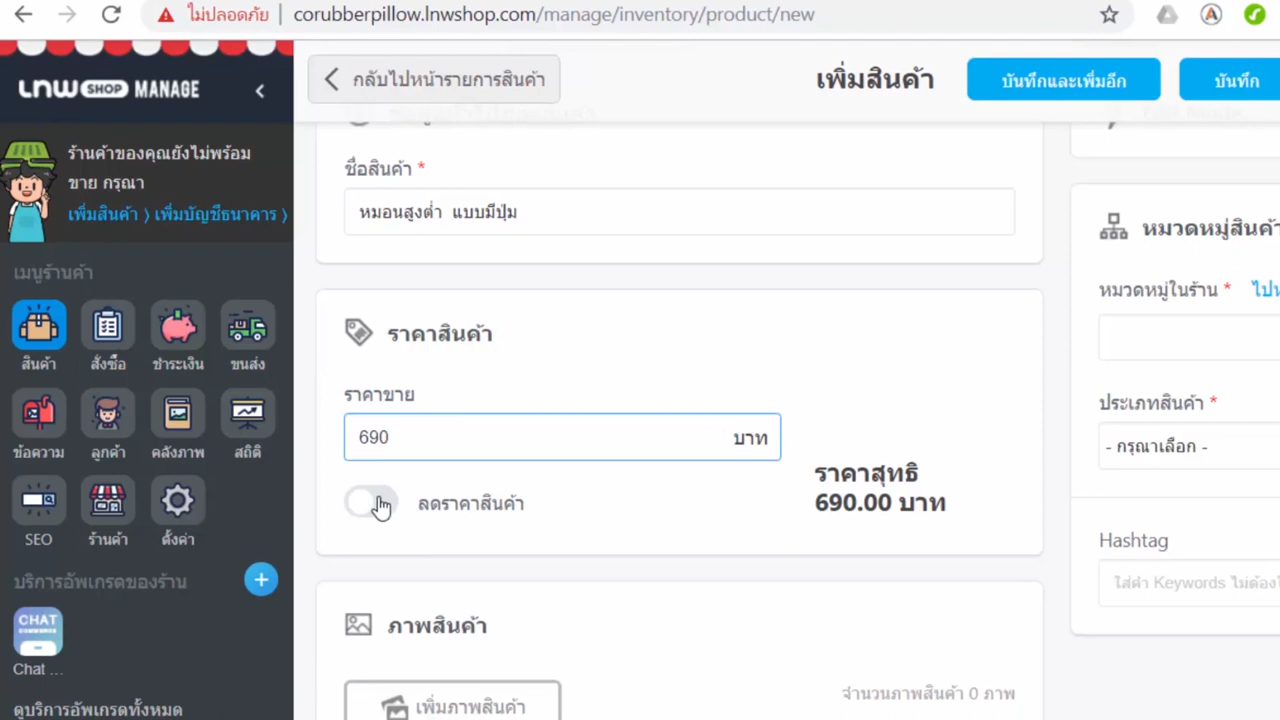 ไม่ปลอดภัย
corubberpillow.lnwshop.com/manage/inventory/product/new
LnW SHOP MANAGE
กลับไปหน้ารายการสินค้า
เพิ่มสินค้า
บันทึกและเพิ่มอีก
บันทึก
ร้านค้าของคุณยังไม่พร้อม
ขาย กรุณา
เพิ่มสินค้า ⟩ เพิ่มบัญชีธนาคาร ⟩
เมนูร้านค้า
สินค้า
สั่งซื้อ
ชำระเงิน
ขนส่ง
ข้อความ
ลูกค้า
คลังภาพ
สถิติ
SEO
ร้านค้า
ตั้งค่า
บริการอัพเกรดของร้าน
CHAT
COMMERCE
Chat ...
ดูบริการอัพเกรดทั้งหมด
ชื่อสินค้า *
หมอนสูงต่ำ แบบมีปุ่ม
ราคาสินค้า
ราคาขาย
690 บาท
ลดราคาสินค้า
ราคาสุทธิ
690.00 บาท
ภาพสินค้า
เพิ่มภาพสินค้า
จำนวนภาพสินค้า 0 ภาพ
หมวดหมู่สินค้า
หมวดหมู่ในร้าน *
ประเภทสินค้า *
- กรุณาเลือก -
Hashtag
ใส่คำ Keywords ไม่ต้อง